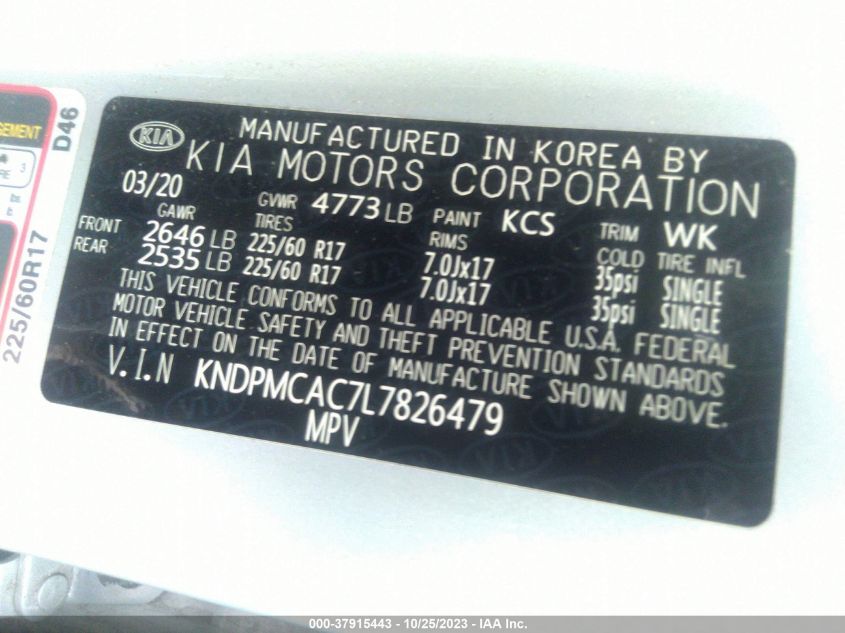 GEMENT
RE 3
D46
225/60R17
KIA
MANUFACTURED IN KOREA BY
KIA MOTORS CORPORATION
03/20 GVWR 4773 LB PAINT KCS TRIM WK
GAWR TIRES RIMS COLD TIRE INFL
FRONT 2646 LB 225/60 R17 7.0Jx17 35psi SINGLE
REAR 2535 LB 225/60 R17 7.0Jx17 35psi SINGLE
THIS VEHICLE CONFORMS TO ALL APPLICABLE U.S.A. FEDERAL
MOTOR VEHICLE SAFETY AND THEFT PREVENTION STANDARDS
IN EFFECT ON THE DATE OF MANUFACTURE SHOWN ABOVE.
V.I.N KNDPMCAC7L7826479
MPV
000-37915443 - 10/25/2023 - IAA Inc.